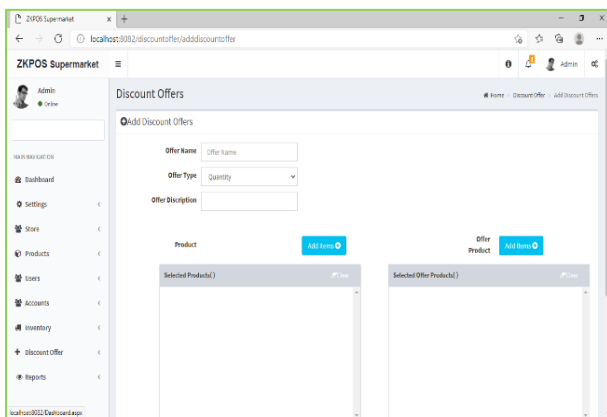 ZKPOS Supermarket
localhost:8082/discountoffer/adddiscountoffer
ZKPOS Supermarket
Admin
Admin
Online
Discount Offers
Home > Discount Offer > Add Discount Offers
Add Discount Offers
MAIN NAVIGATION
Dashboard
Settings
Store
Products
Users
Accounts
Inventory
Discount Offer
Reports
Offer Name
Offer Name
Offer Type
Quantity
Offer Discription
Product
Add Items
Offer
Product
Add Items
Selected Products( )
Clear
Selected Offer Products( )
Clear
localhost:8082/Dashboard.aspx